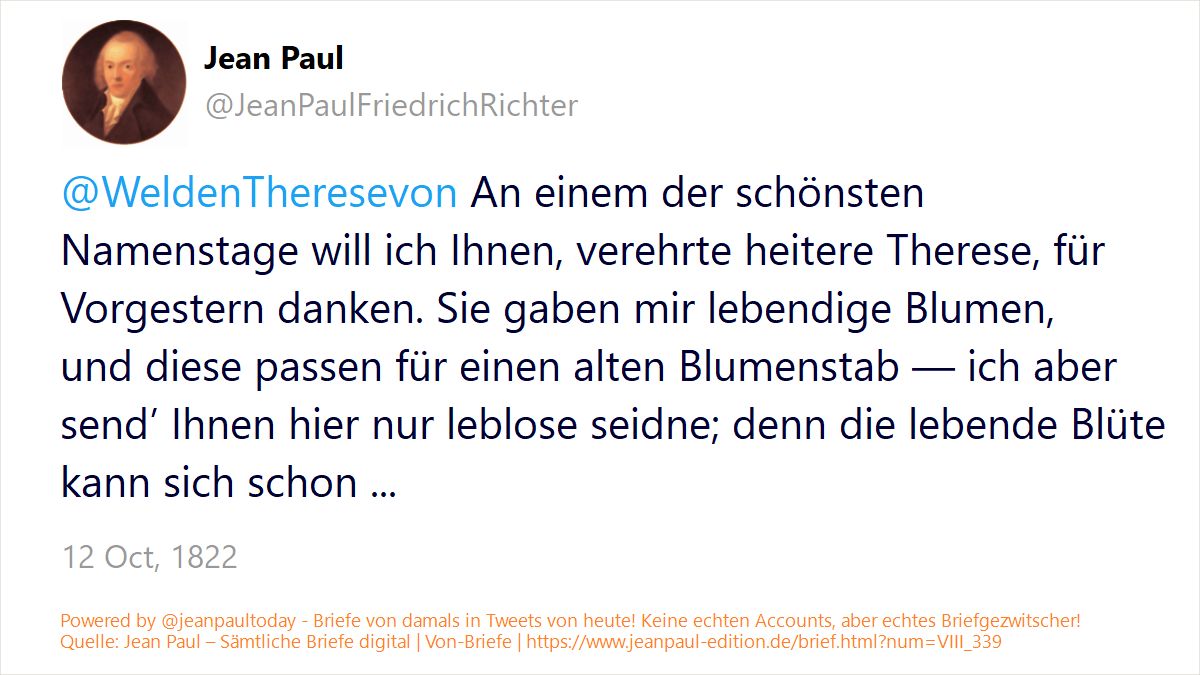 Jean Paul
@JeanPaulFriedrichRichter
@WeldenTheresevon An einem der schönsten
Namenstage will ich Ihnen, verehrte heitere Therese, für
Vorgestern danken. Sie gaben mir lebendige Blumen,
und diese passen für einen alten Blumenstab — ich aber
send’ Ihnen hier nur leblose seidne; denn die lebende Blüte
kann sich schon ...
12 Oct, 1822
Powered by @jeanpaultoday - Briefe von damals in Tweets von heute! Keine echten Accounts, aber echtes Briefgezwitscher!
Quelle: Jean Paul – Sämtliche Briefe digital | Von-Briefe | https://www.jeanpaul-edition.de/brief.html?num=VIII_339